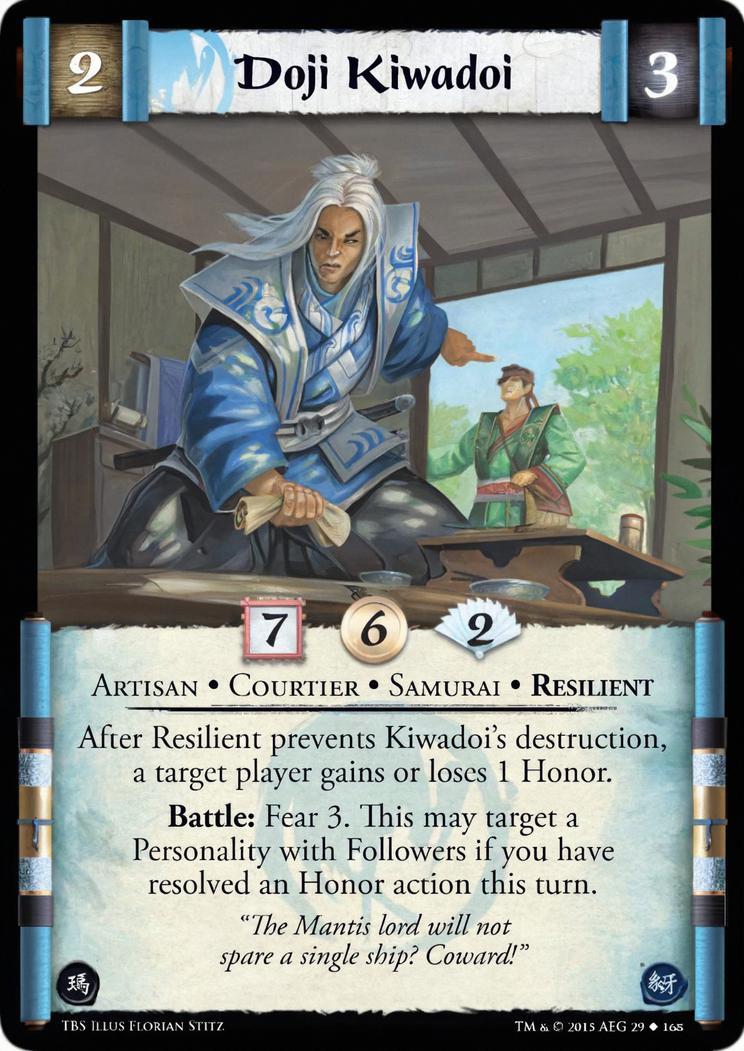 2
Doji Kiwadoi
3
7
6
2
Artisan • Courtier • Samurai • Resilient
After Resilient prevents Kiwadoi's destruction,
a target player gains or loses 1 Honor.
Battle: Fear 3. This may target a
Personality with Followers if you have
resolved an Honor action this turn.
“The Mantis lord will not
spare a single ship? Coward!”
TBS Illus Florian Stitz
TM & © 2015 AEG 29 ◆ 165